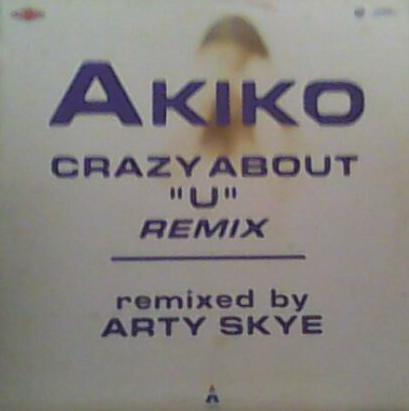 AKIKO
CRAZY ABOUT
"U"
REMIX
remixed by
ARTY SKYE